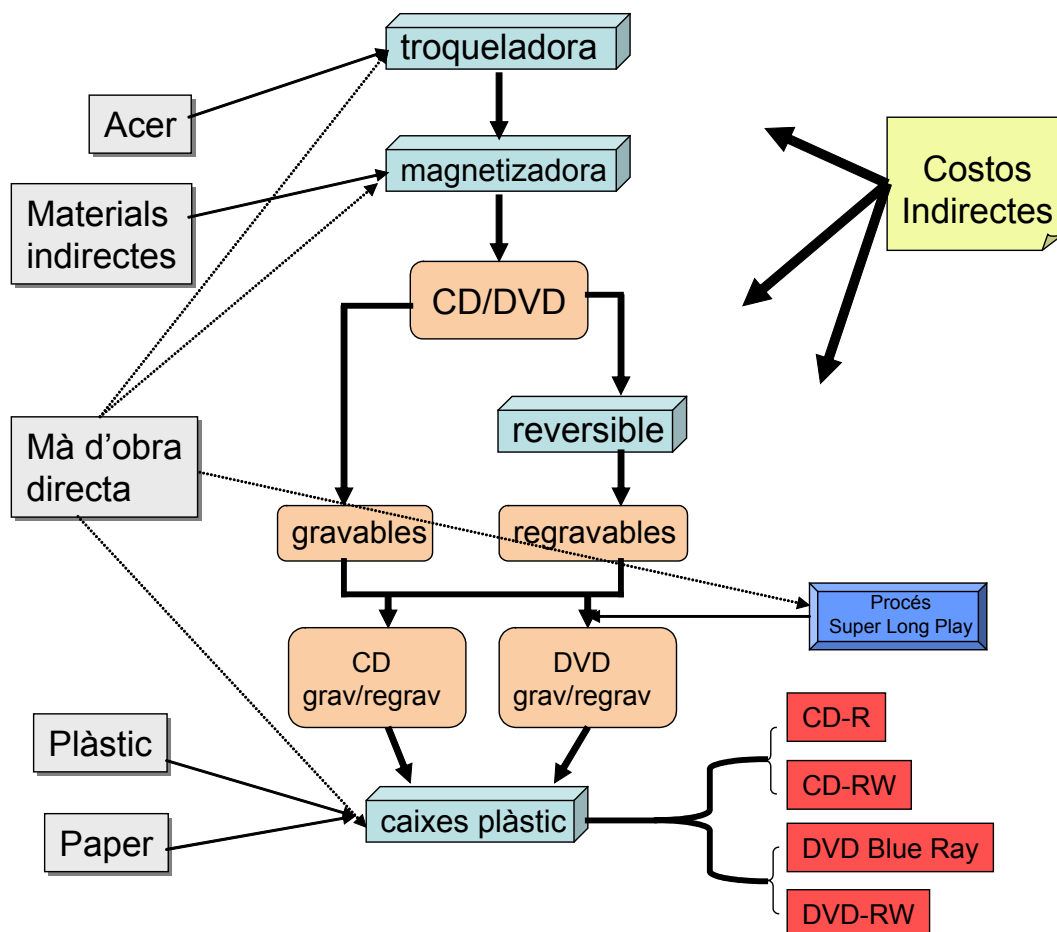 troqueladora
Acer
magnetizadora
Costos
Indirectes
Materials
indirectes
CD/DVD
reversible
Mà d'obra
directa
gravables
regravables
Procés
Super Long Play
CD
grav/regrav
DVD
grav/regrav
CD-R
Plàstic
CD-RW
caixes plàstic
Paper
DVD Blue Ray
DVD-RW